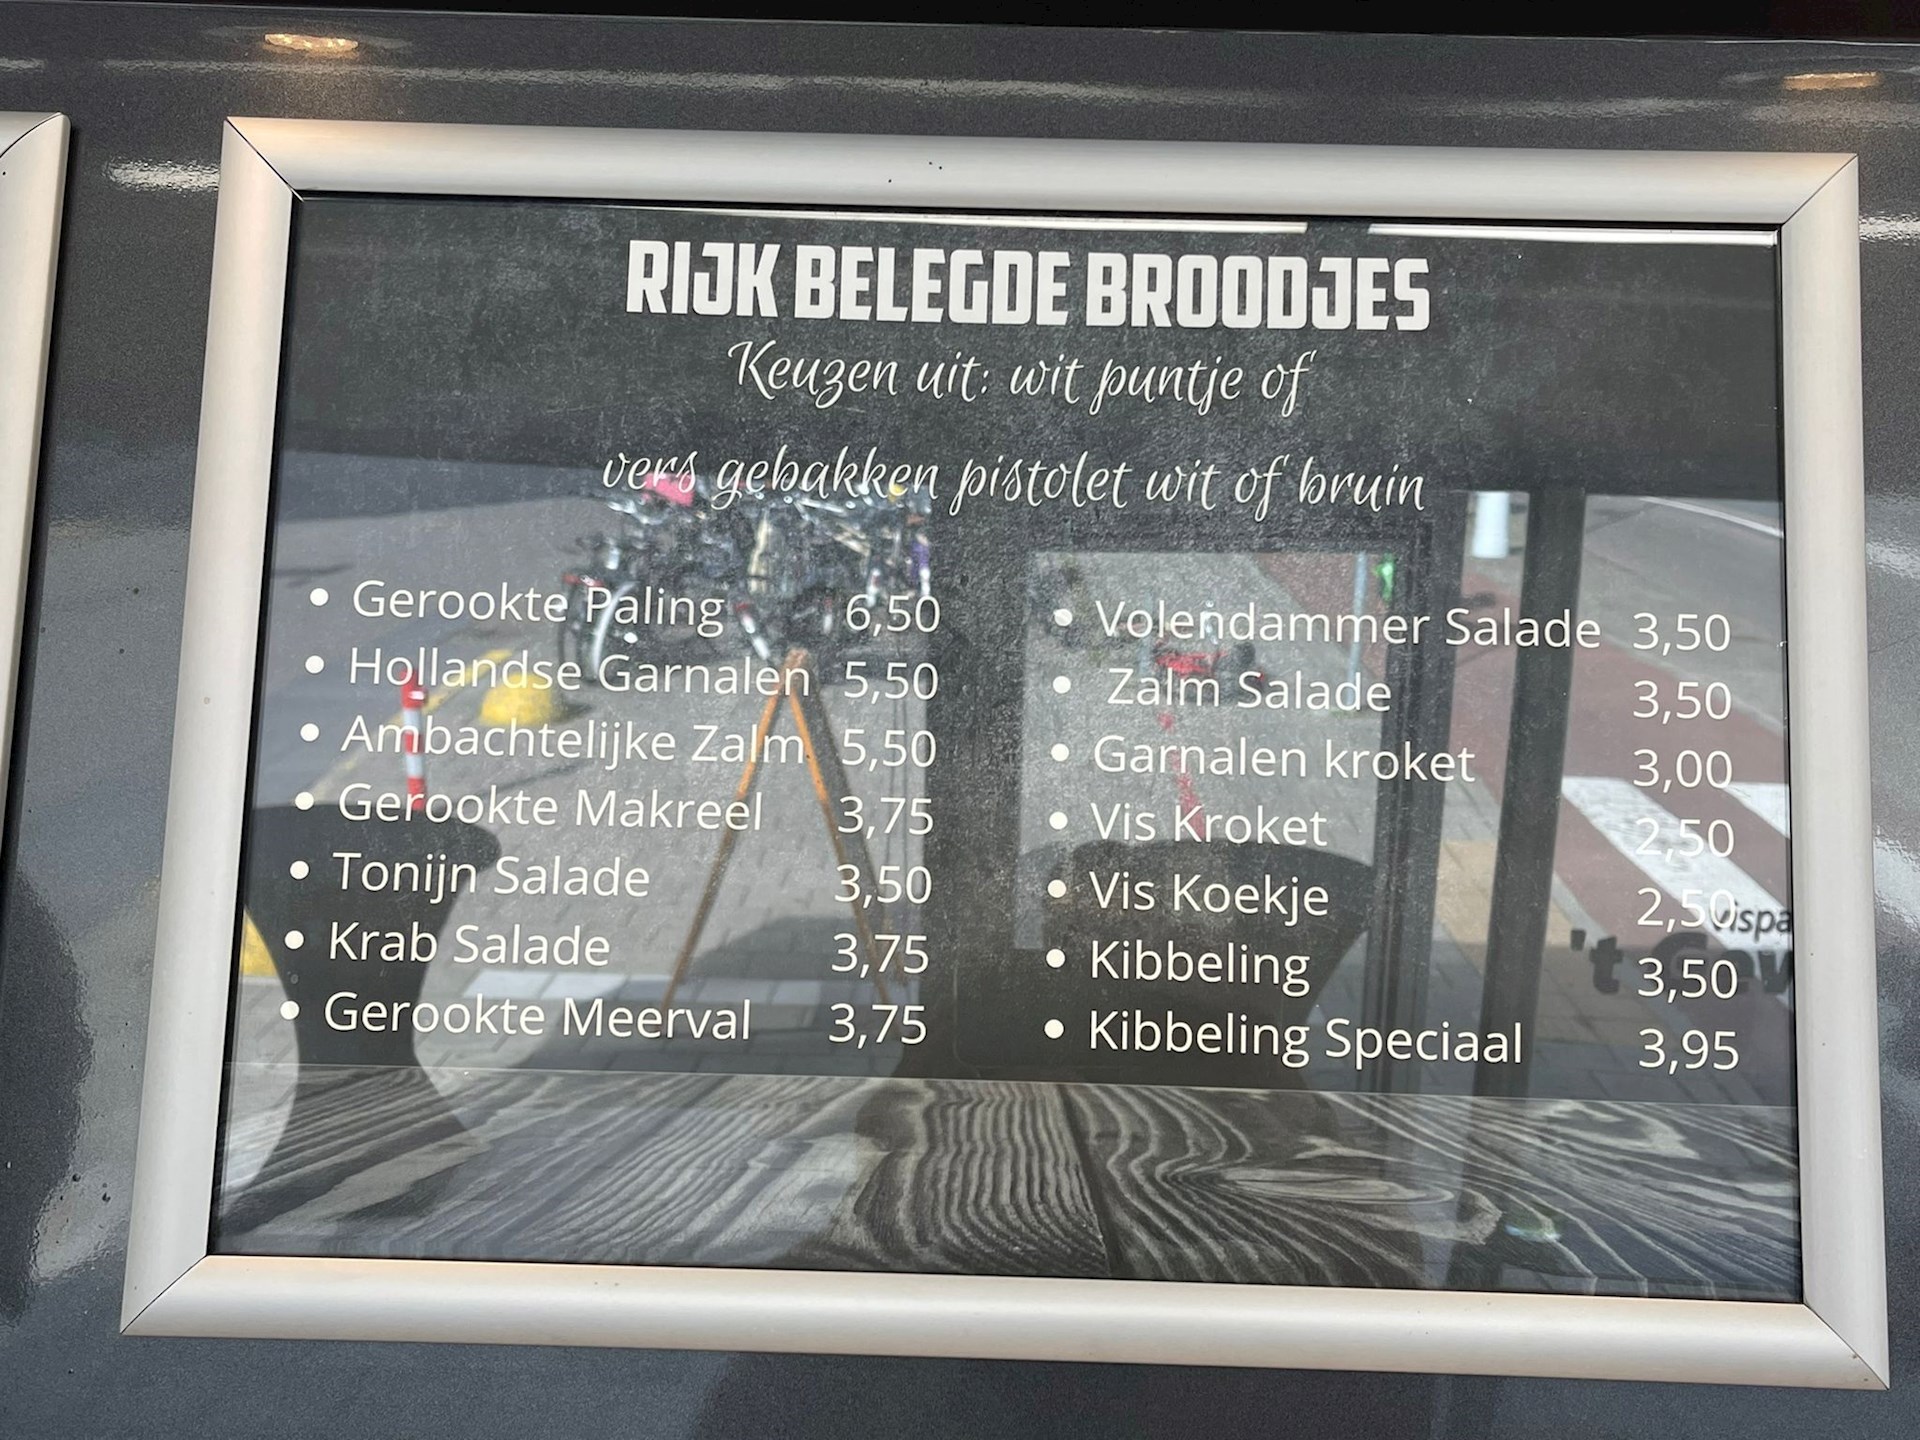 RIJK BELEGDE BROODJES
Keuzen uit: wit puntje of
vers gebakken pistolet wit of bruin
• Gerookte Paling 6,50
• Hollandse Garnalen 5,50
• Ambachtelijke Zalm 5,50
• Gerookte Makreel 3,75
• Tonijn Salade 3,50
• Krab Salade 3,75
• Gerookte Meerval 3,75
• Volendammer Salade 3,50
• Zalm Salade 3,50
• Garnalen kroket 3,00
• Vis Kroket 2,50
• Vis Koekje 2,50
• Kibbeling 3,50
• Kibbeling Speciaal 3,95
't